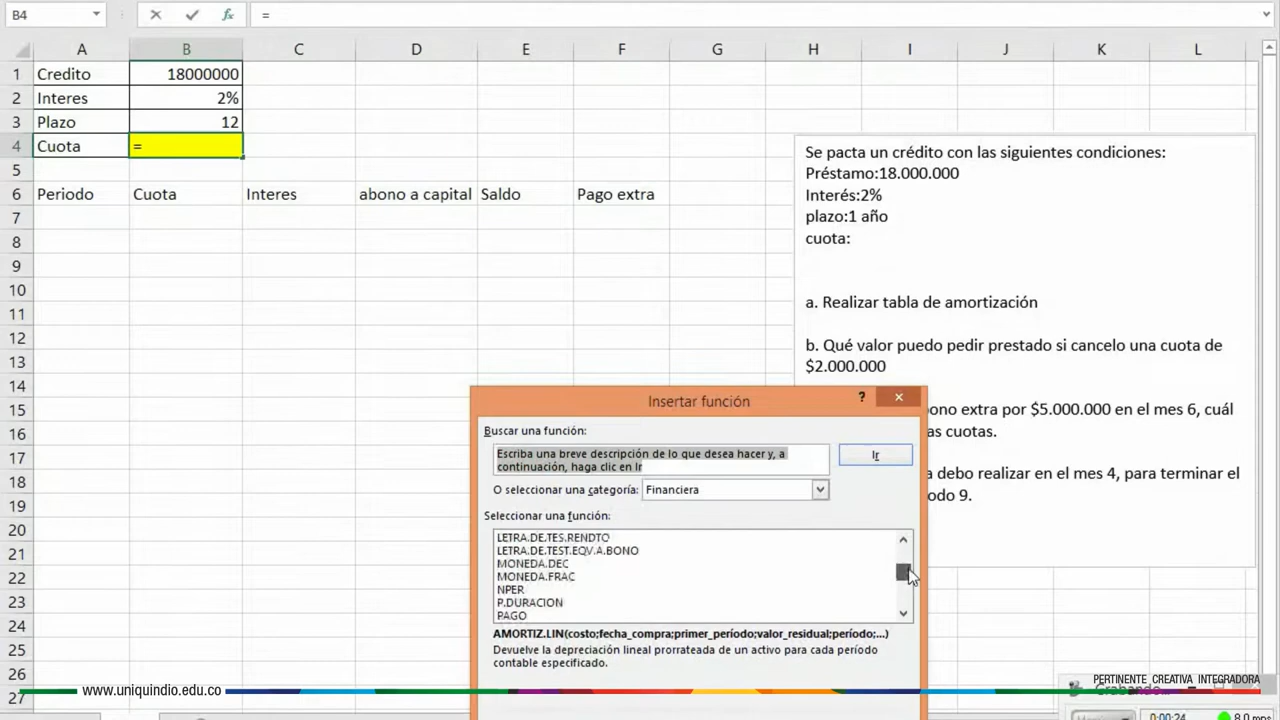 B4
fx
=
A B C D E F G H I J K L
1 Credito 18000000
2 Interes 2%
3 Plazo 12
4 Cuota =
5
6 Periodo Cuota Interes abono a capital Saldo Pago extra
7
8
9
10
11
12
13
14
15
16
17
18
19
20
21
22
23
24
25
26
27
Se pacta un crédito con las siguientes condiciones:
Préstamo:18.000.000
Interés:2%
plazo:1 año
cuota:
a. Realizar tabla de amortización
b. Qué valor puedo pedir prestado si cancelo una cuota de
$2.000.000
ono extra por $5.000.000 en el mes 6, cuál
as cuotas.
a debo realizar en el mes 4, para terminar el
odo 9.
Insertar función
?
Buscar una función:
Escriba una breve descripción de lo que desea hacer y, a
continuación, haga clic en Ir
Ir
O seleccionar una categoría: Financiera
Seleccionar una función:
LETRA.DE.TES.RENDTO
LETRA.DE.TEST.EQV.A.BONO
MONEDA.DEC
MONEDA.FRAC
NPER
P.DURACION
PAGO
AMORTIZ.LIN(costo;fecha_compra;primer_período;valor_residual;período;...)
Devuelve la depreciación lineal prorrateada de un activo para cada período
contable especificado.
www.uniquindio.edu.co
PERTINENTE CREATIVA INTEGRADORA
Grabando...
0:00:24
8.0 mps